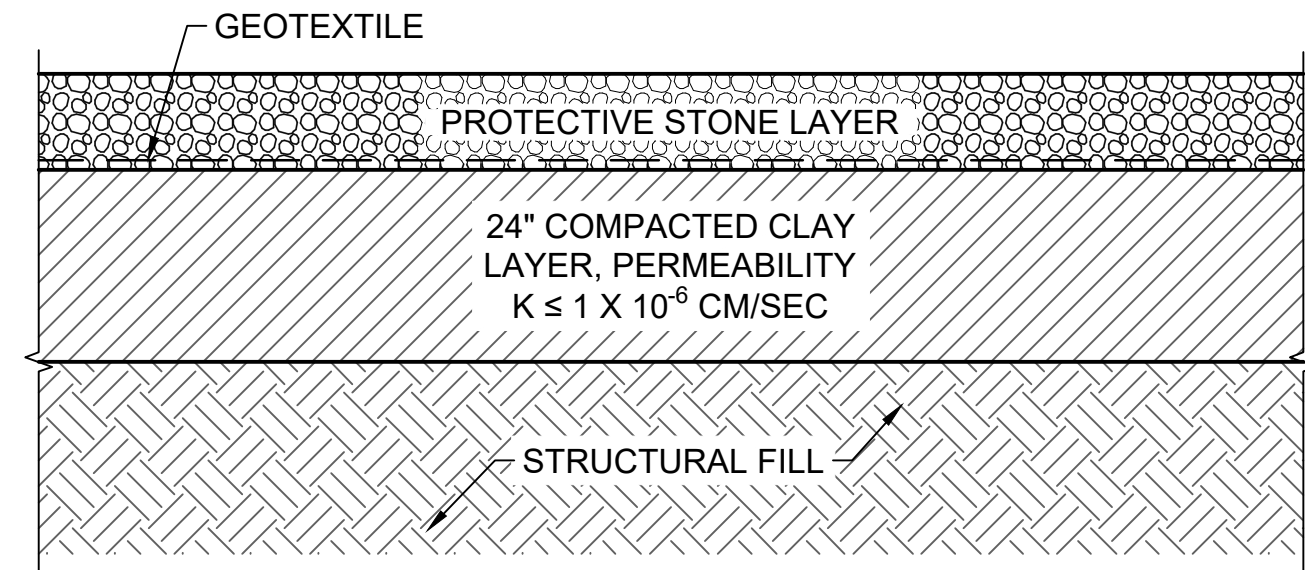 GEOTEXTILE
PROTECTIVE STONE LAYER
24" COMPACTED CLAY
LAYER, PERMEABILITY
K ≤ 1 X 10⁻⁶ CM/SEC
STRUCTURAL FILL